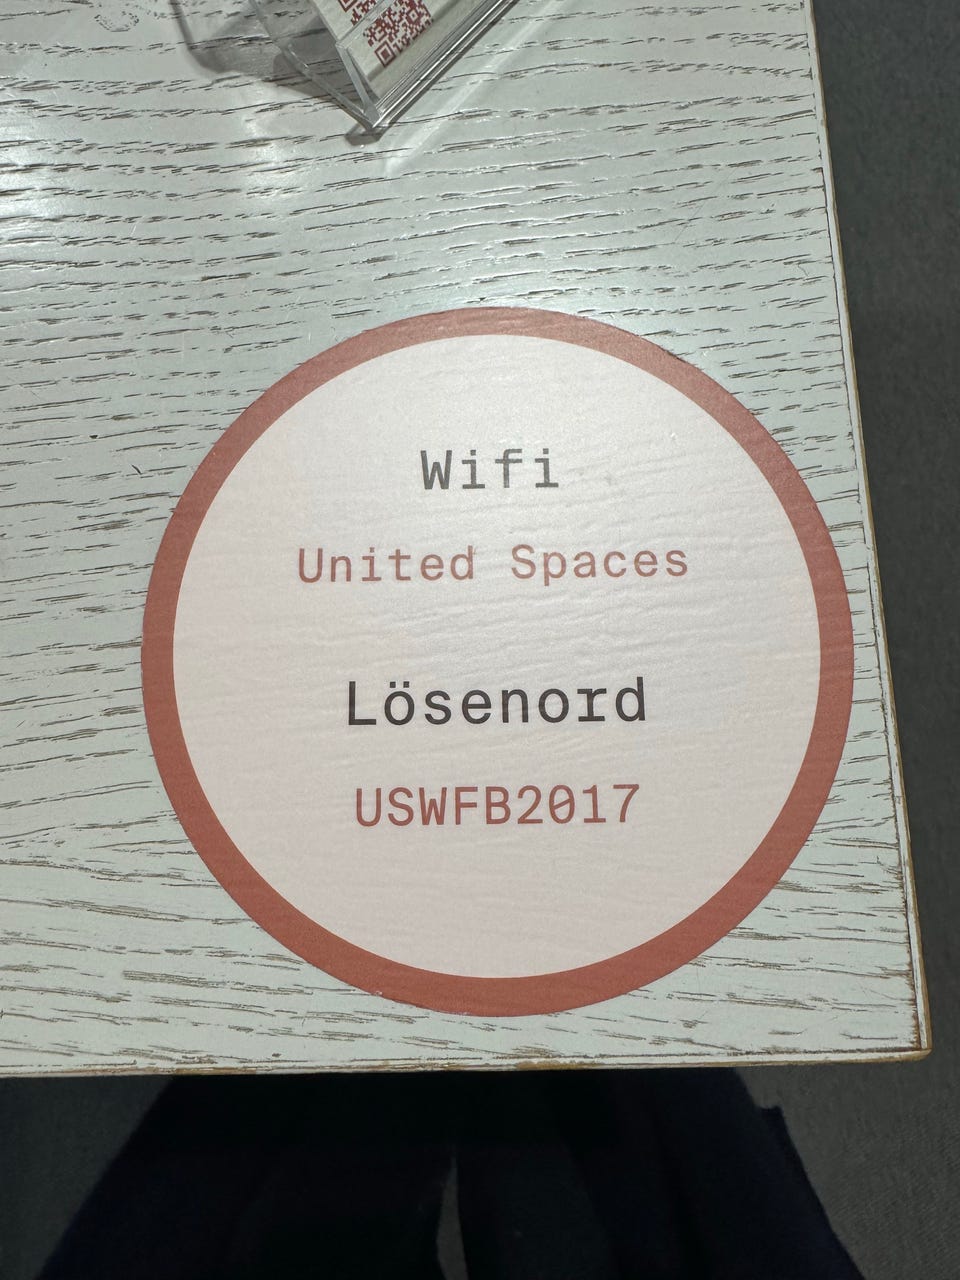 Wifi
United Spaces
Lösenord
USWFB2017